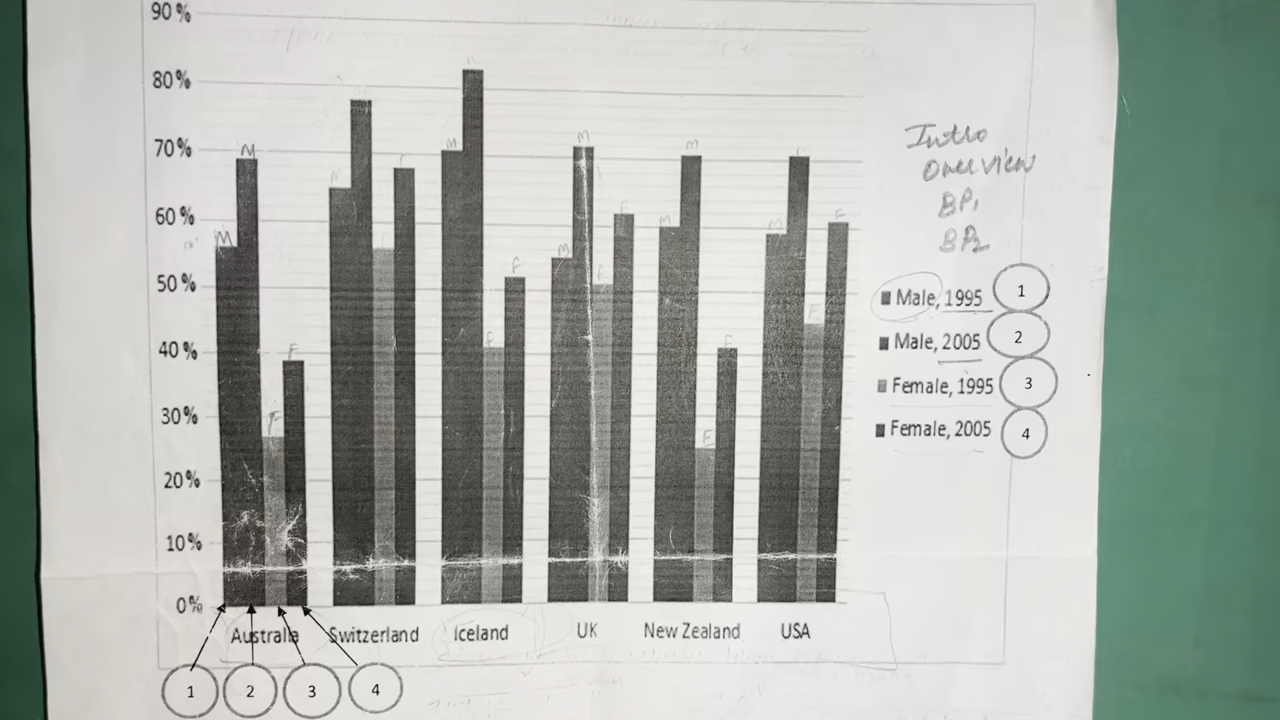 90%
80%
70%
60%
50%
40%
30%
20%
10%
0%
M M F F
M F
M F F
M M F F
M M F F
M F F
Australia Switzerland Iceland UK New Zealand USA
1 2 3 4
Intro
Overview
BP1
BP2
Male, 1995 1
Male, 2005 2
Female, 1995 3
Female, 2005 4